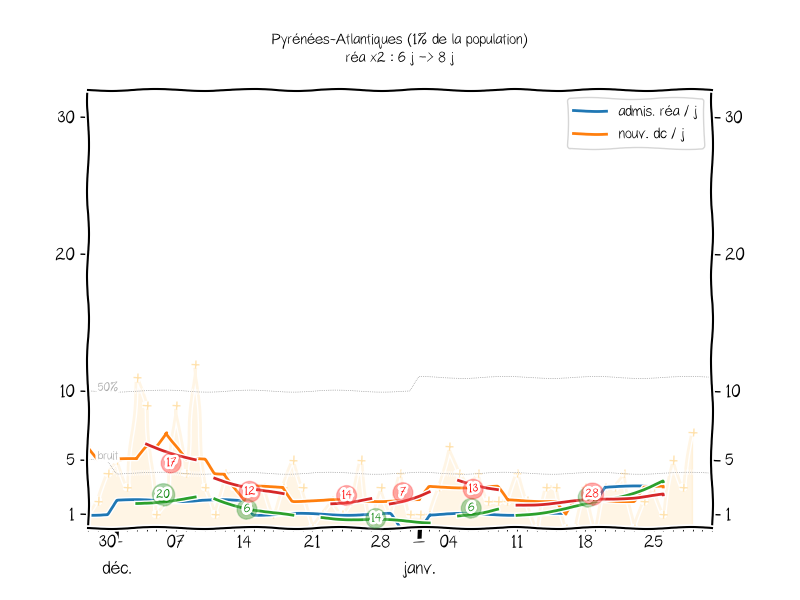 Pyrénées-Atlantiques (1% de la population)
réa x2 : 6 j -> 8 j
admis. réa / j
nouv. dc / j
30 30
20 20
50%
10 10
bruit
5 5
1 1
17 20 12 6 14 14 7 13 6 28 18
30 07 14 21 28 1 04 11 18 25
déc. janv.